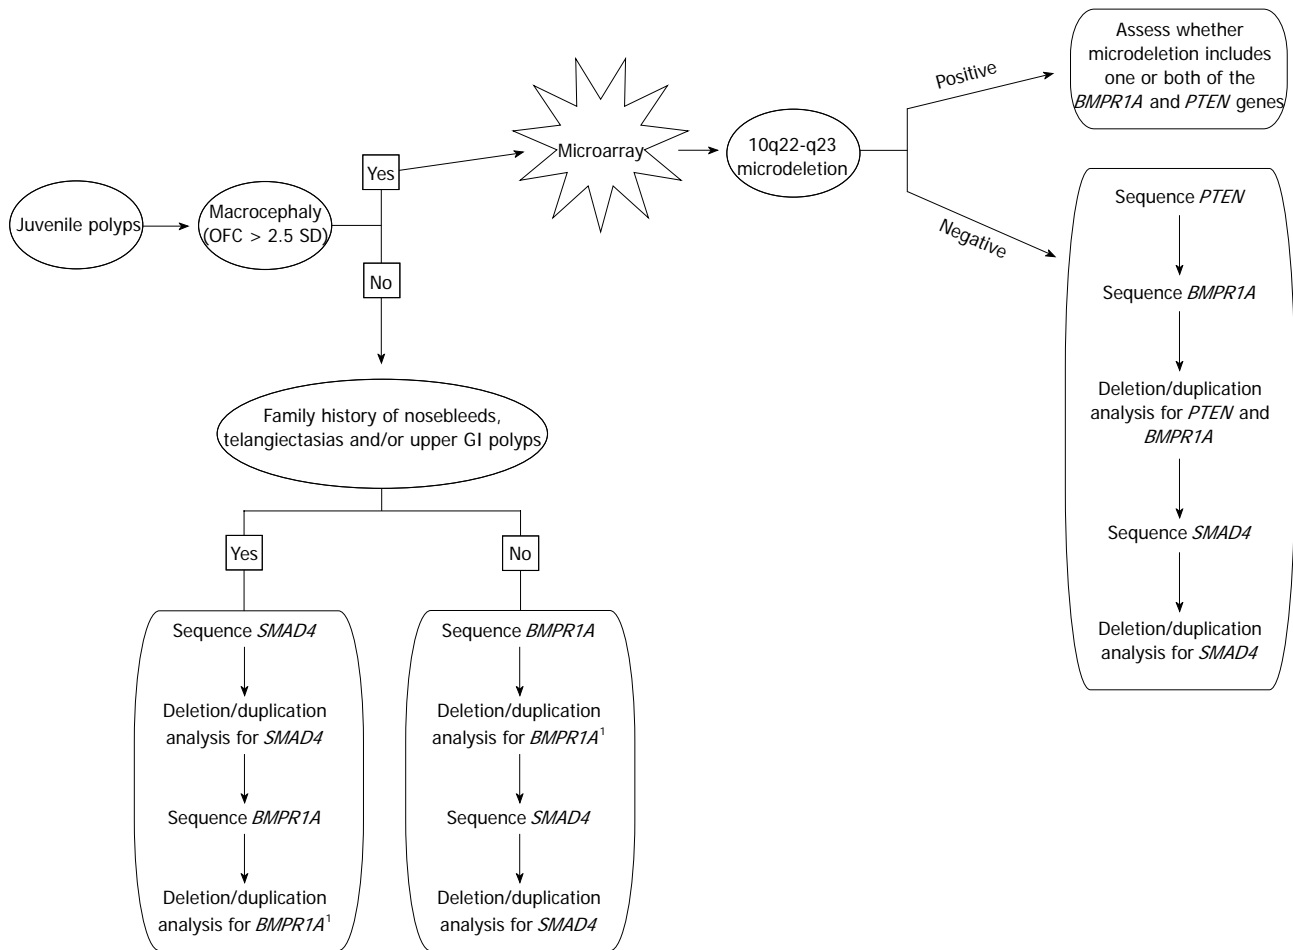 Juvenile polyps
Macrocephaly
(OFC > 2.5 SD)
Yes
No
Microarray
10q22-q23
microdeletion
Positive
Negative
Assess whether
microdeletion includes
one or both of the
BMPR1A and PTEN genes
Sequence PTEN
Sequence BMPR1A
Deletion/duplication
analysis for PTEN and
BMPR1A
Sequence SMAD4
Deletion/duplication
analysis for SMAD4
Family history of nosebleeds,
telangiectasias and/or upper GI polyps
Yes
No
Sequence SMAD4
Deletion/duplication
analysis for SMAD4
Sequence BMPR1A
Deletion/duplication
analysis for BMPR1A¹
Sequence BMPR1A
Deletion/duplication
analysis for BMPR1A¹
Sequence SMAD4
Deletion/duplication
analysis for SMAD4